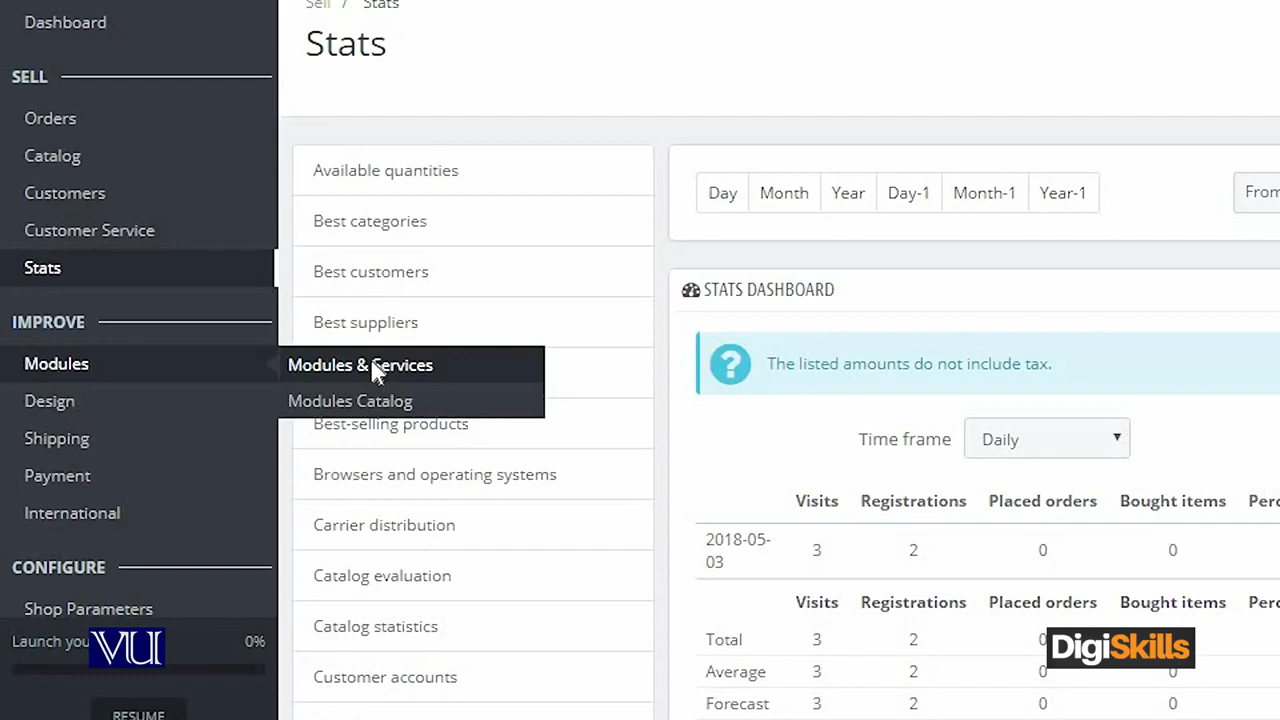 Dashboard
SELL
Orders
Catalog
Customers
Customer Service
Stats
IMPROVE
Modules
Modules & Services
Modules Catalog
Design
Shipping
Payment
International
CONFIGURE
Shop Parameters
Launch you
0%
RESUME
VU
Sell / Stats
Stats
Available quantities
Best categories
Best customers
Best suppliers
Best-selling products
Browsers and operating systems
Carrier distribution
Catalog evaluation
Catalog statistics
Customer accounts
Day Month Year Day-1 Month-1 Year-1
From
STATS DASHBOARD
? The listed amounts do not include tax.
Time frame Daily
Visits Registrations Placed orders Bought items Perc
2018-05-
03 3 2 0 0
Visits Registrations Placed orders Bought items Perc
Total 3 2 0
Average 3 2 0 0
Forecast 3 2 0 0
DigiSkills